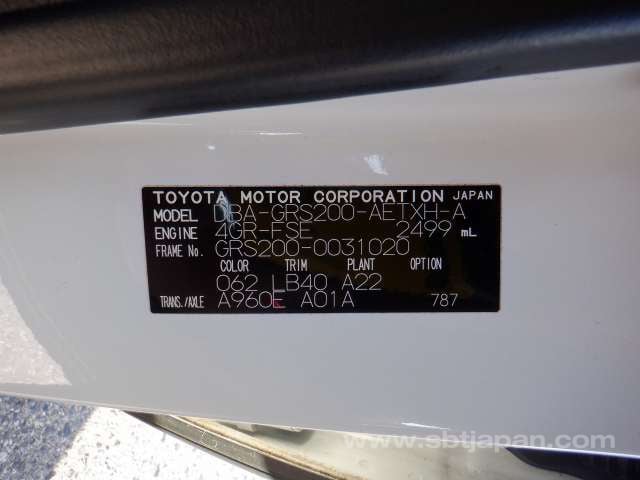 TOYOTA MOTOR CORPORATION JAPAN
MODEL DBA-GRS200-AETXH-A
ENGINE 4GR-FSE 2499 mL
FRAME No. GRS200-0031020
COLOR TRIM PLANT OPTION
062 LB40 A22
TRANS./AXLE A960E A01A 787
www.sbtjapan.com